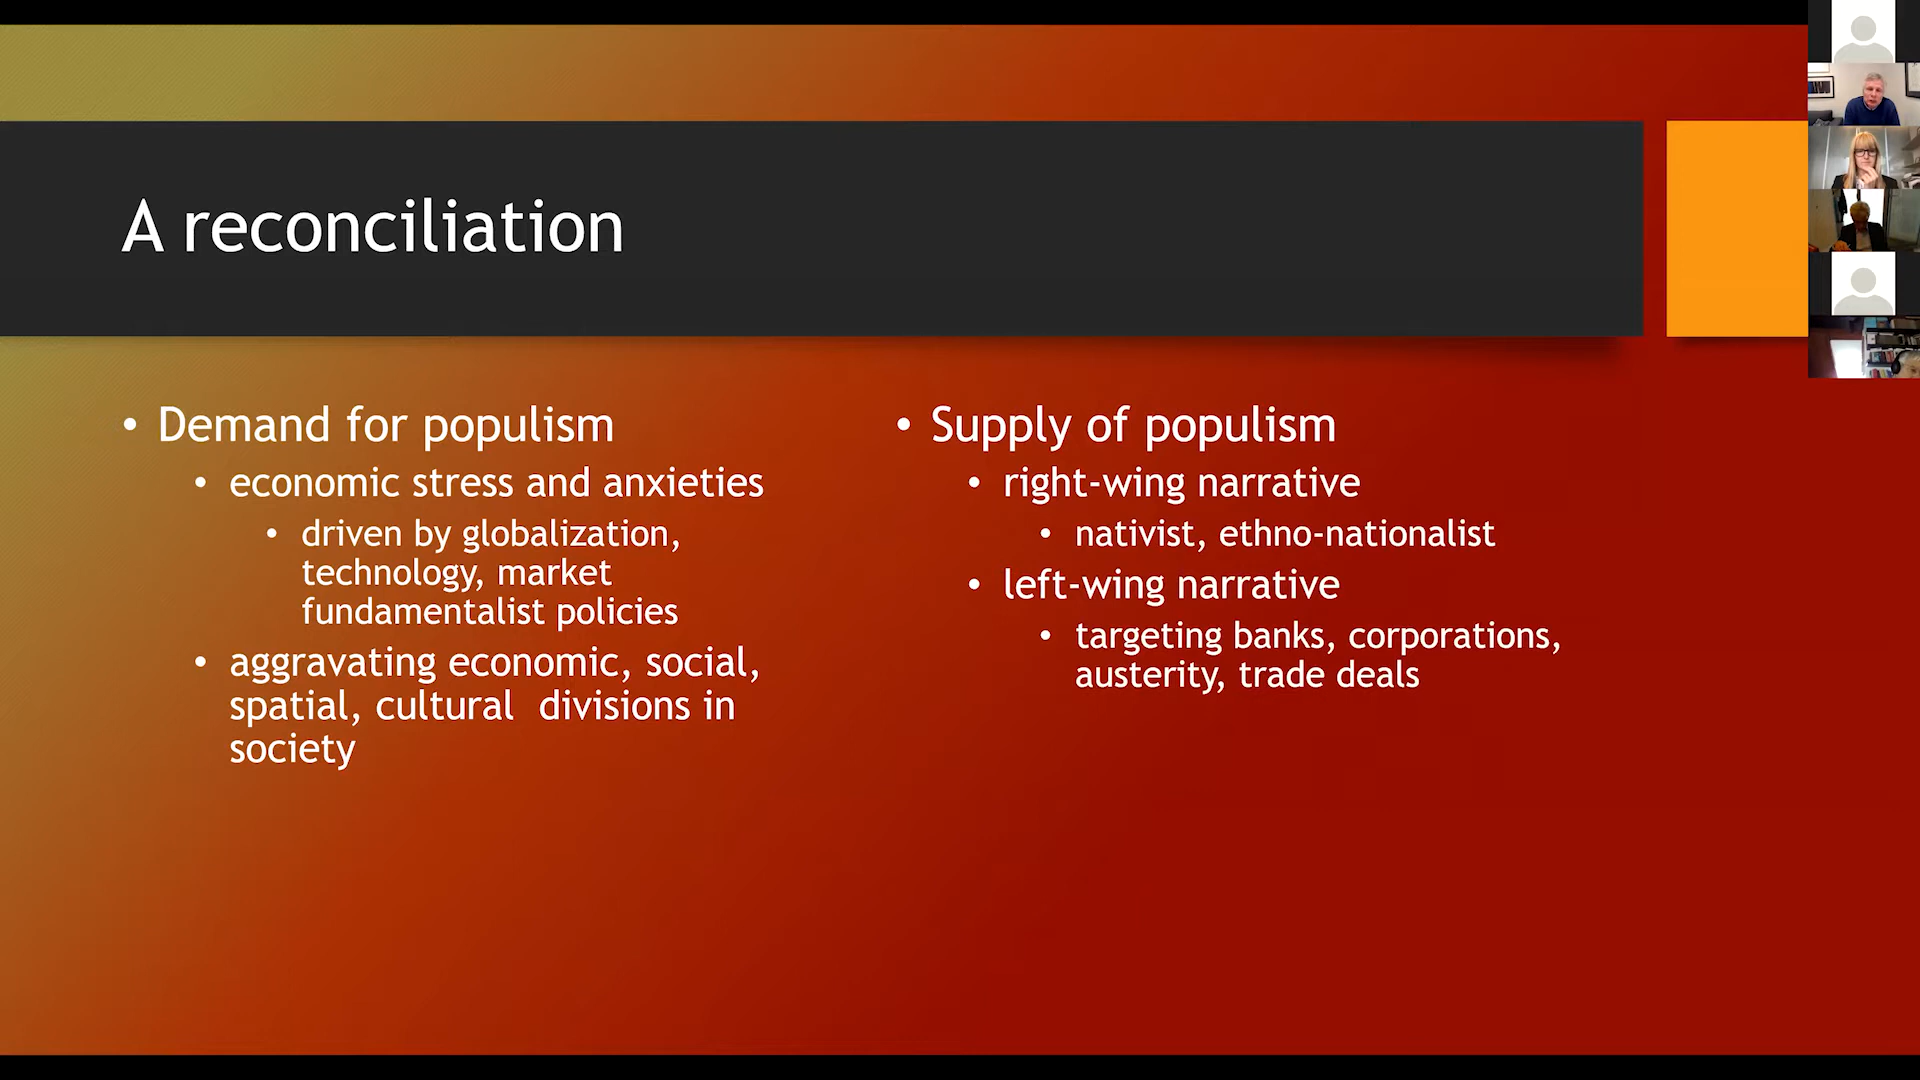 A reconciliation
• Demand for populism
• economic stress and anxieties
• driven by globalization,
technology, market
fundamentalist policies
• aggravating economic, social,
spatial, cultural  divisions in
society
• Supply of populism
• right-wing narrative
• nativist, ethno-nationalist
• left-wing narrative
• targeting banks, corporations,
austerity, trade deals